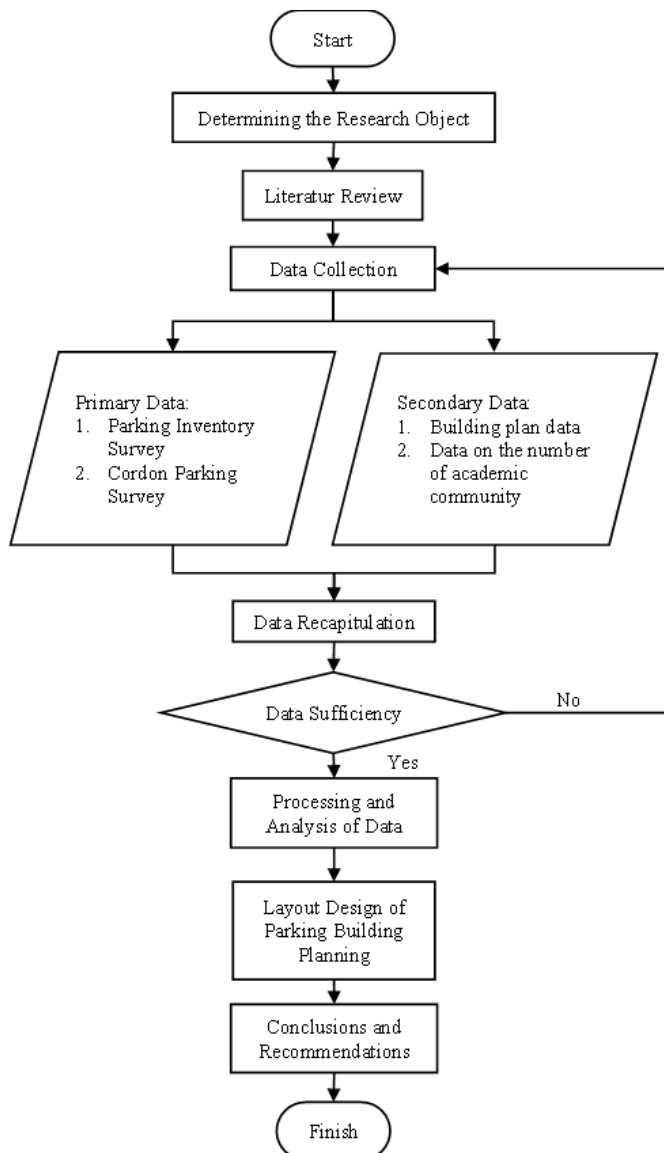 Start
Determining the Research Object
Literatur Review
Data Collection
Primary Data:
1. Parking Inventory
Survey
2. Cordon Parking
Survey
Secondary Data:
1. Building plan data
2. Data on the number
of academic
community
Data Recapitulation
Data Sufficiency
No
Yes
Processing and
Analysis of Data
Layout Design of
Parking Building
Planning
Conclusions and
Recommendations
Finish